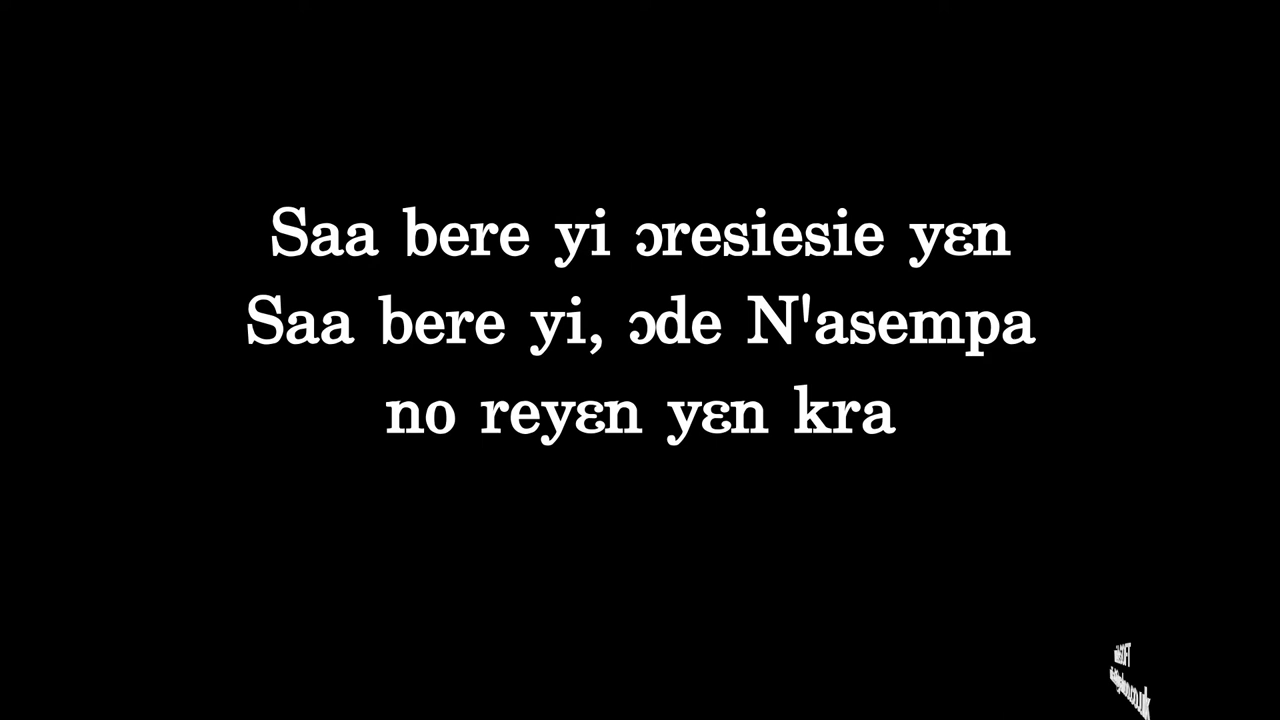 Saa bere yi ɔresiesie yɛn
Saa bere yi, ɔde N'asempa
no reyɛn yɛn kra